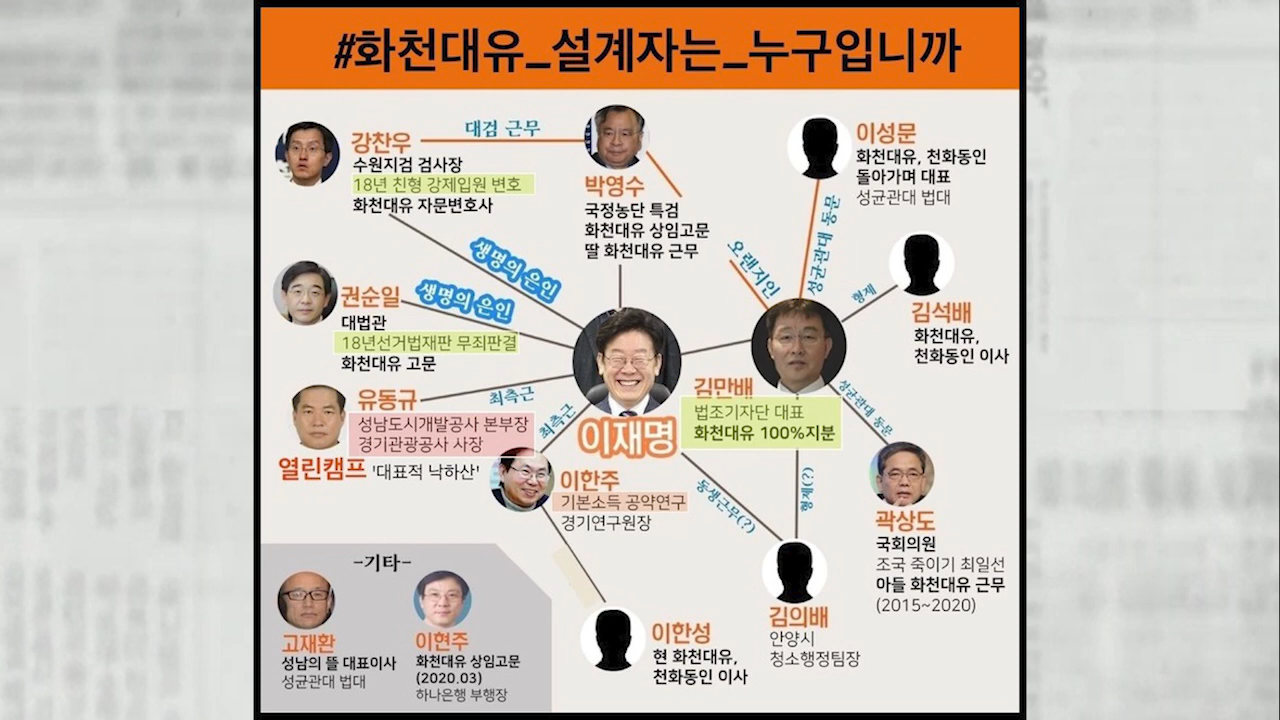 #화천대유_설계자는_누구입니까
강찬우
수원지검 검사장
18년 친형 강제입원 변호
화천대유 자문변호사
대검 근무
박영수
국정농단 특검
화천대유 상임고문
딸 화천대유 근무
이성문
화천대유, 천화동인
돌아가며 대표
성균관대 법대
성균관대 동문
오렌지인
생명의 은인
형제
김석배
화천대유,
천화동인 이사
권순일
생명의 은인
대법관
18년선거법재판 무죄판결
화천대유 고문
유동규
최측근
성남도시개발공사 본부장
경기관광공사 사장
열린캠프 '대표적 낙하산'
최측근
이재명
김만배
법조기자단 대표
화천대유 100%지분
성균관대 동문
이한주
기본소득 공약연구
경기연구원장
동생근무(?)
형제(?)
곽상도
국회의원
조국 죽이기 최일선
아들 화천대유 근무
(2015~2020)
김의배
안양시
청소행정팀장
이한성
현 화천대유,
천화동인 이사
-기타-
고재환
성남의 뜰 대표이사
성균관대 법대
이현주
화천대유 상임고문
(2020.03)
하나은행 부행장